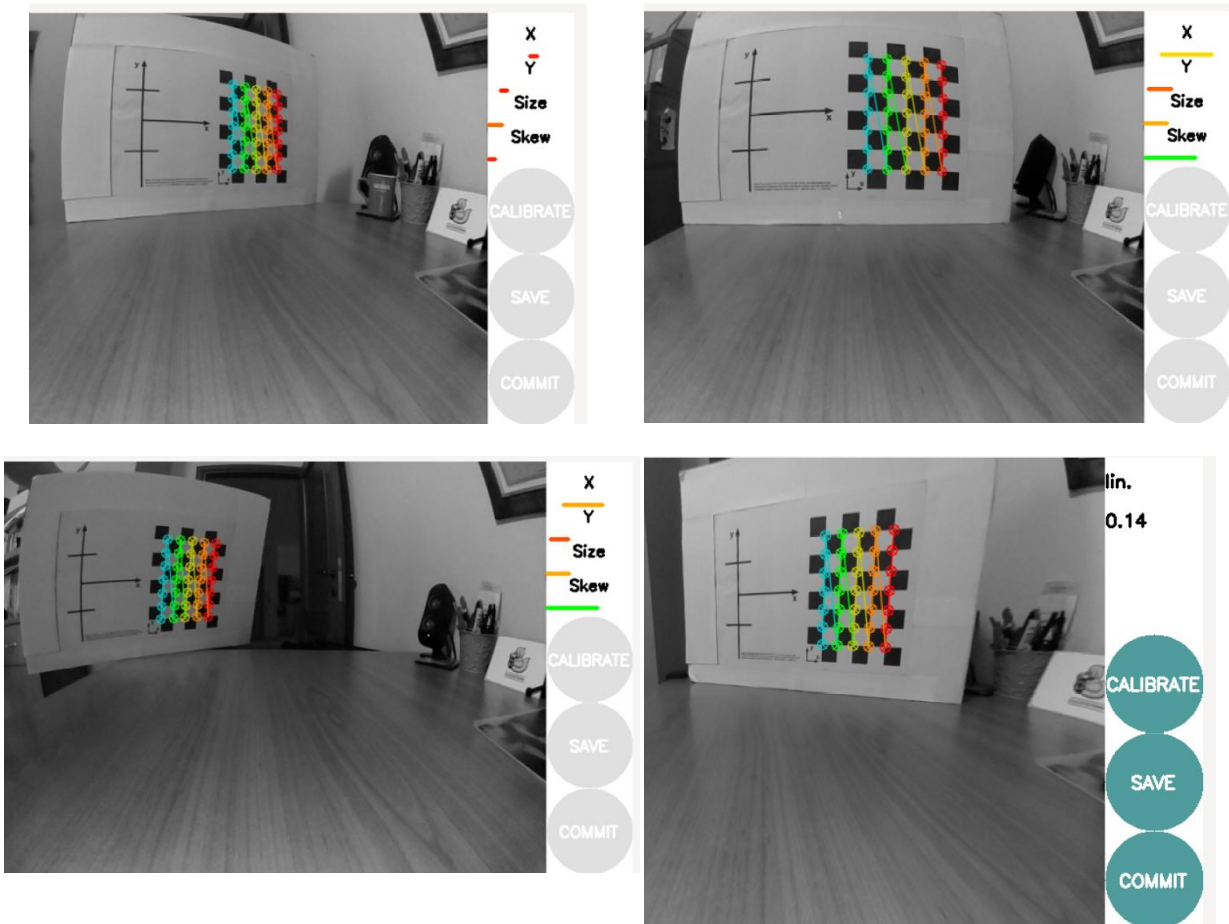 X
Y
Size
Skew
CALIBRATE
SAVE
COMMIT
y
x
X
Y
Size
Skew
CALIBRATE
SAVE
COMMIT
y
x
y
X
Y
Size
Skew
CALIBRATE
SAVE
COMMIT
y
x
lin.
0.14
CALIBRATE
SAVE
COMMIT
y
x